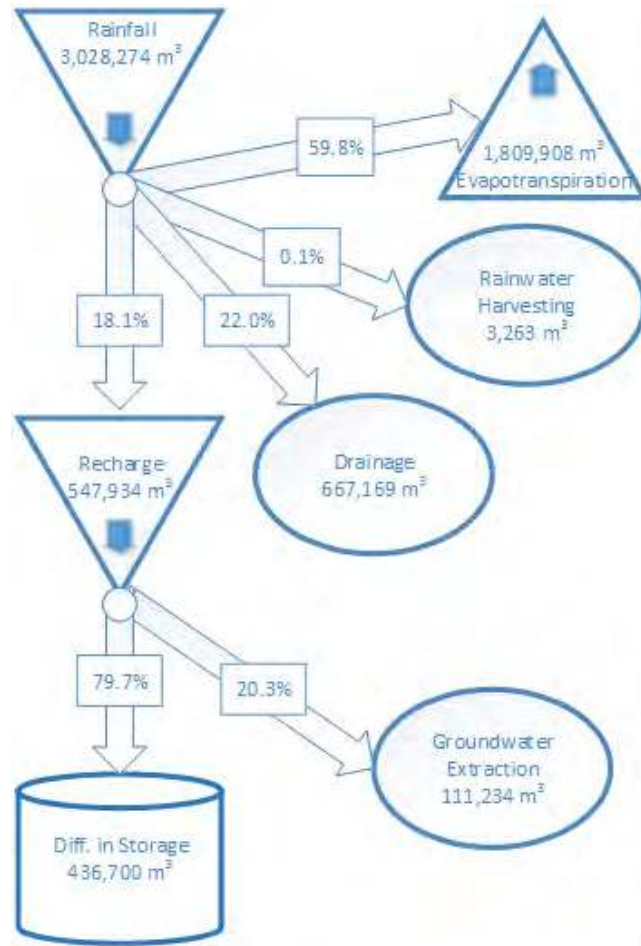 Rainfall
3,028,274 m³
59.8%
1,809,908 m³
Evapotranspiration
0.1%
Rainwater
Harvesting
3,263 m³
18.1%
22.0%
Recharge
547,934 m³
Drainage
667,169 m³
79.7%
20.3%
Groundwater
Extraction
111,234 m³
Diff. in Storage
436,700 m³